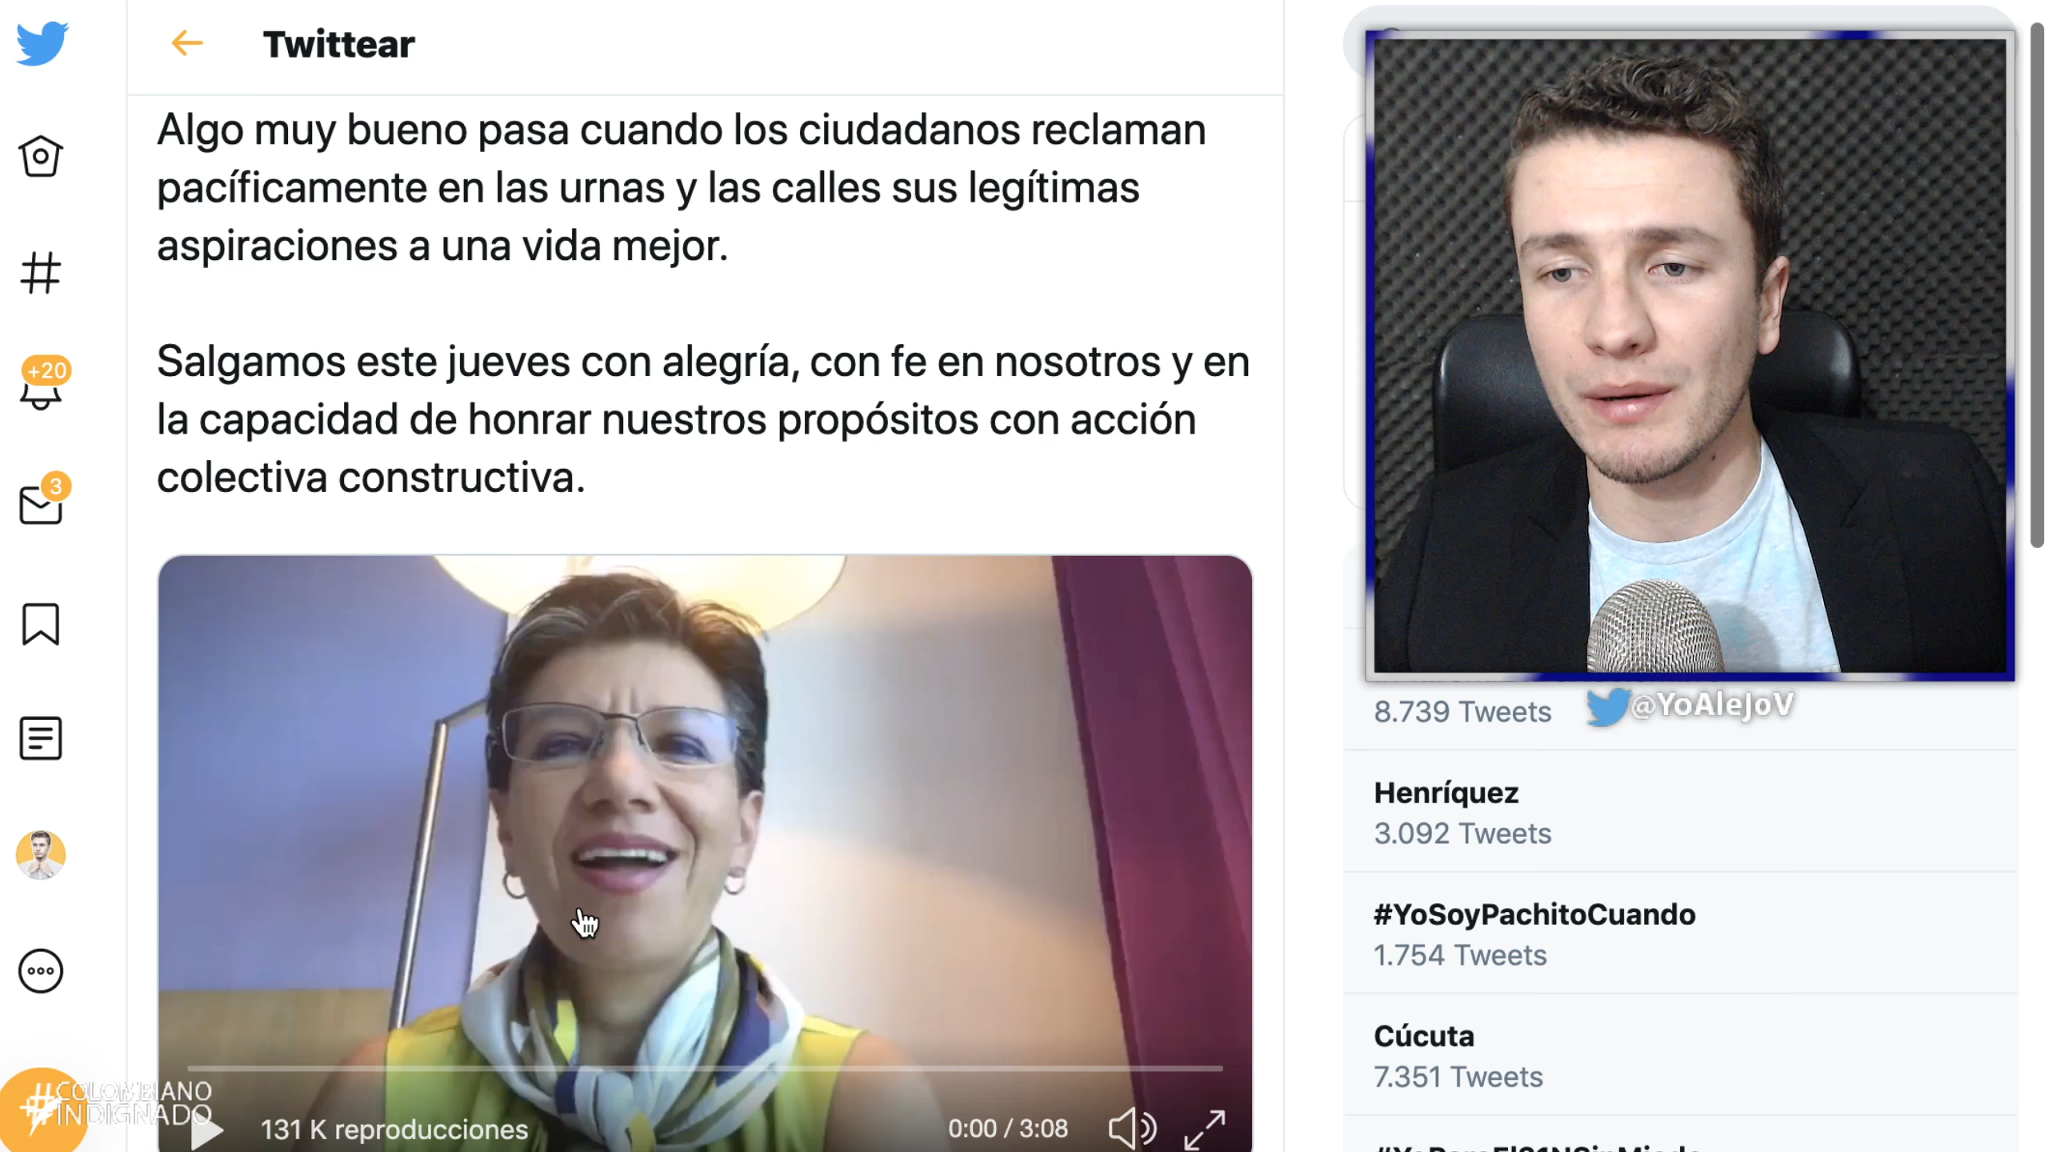 Twittear
Algo muy bueno pasa cuando los ciudadanos reclaman
pacíficamente en las urnas y las calles sus legítimas
aspiraciones a una vida mejor.
Salgamos este jueves con alegría, con fe en nosotros y en
la capacidad de honrar nuestros propósitos con acción
colectiva constructiva.
+20
3
131 K reproducciones
0:00 / 3:08
#COLOMBIANO
INDIGNADO
@YoAleJoV
8.739 Tweets
Henríquez
3.092 Tweets
#YoSoyPachitoCuando
1.754 Tweets
Cúcuta
7.351 Tweets